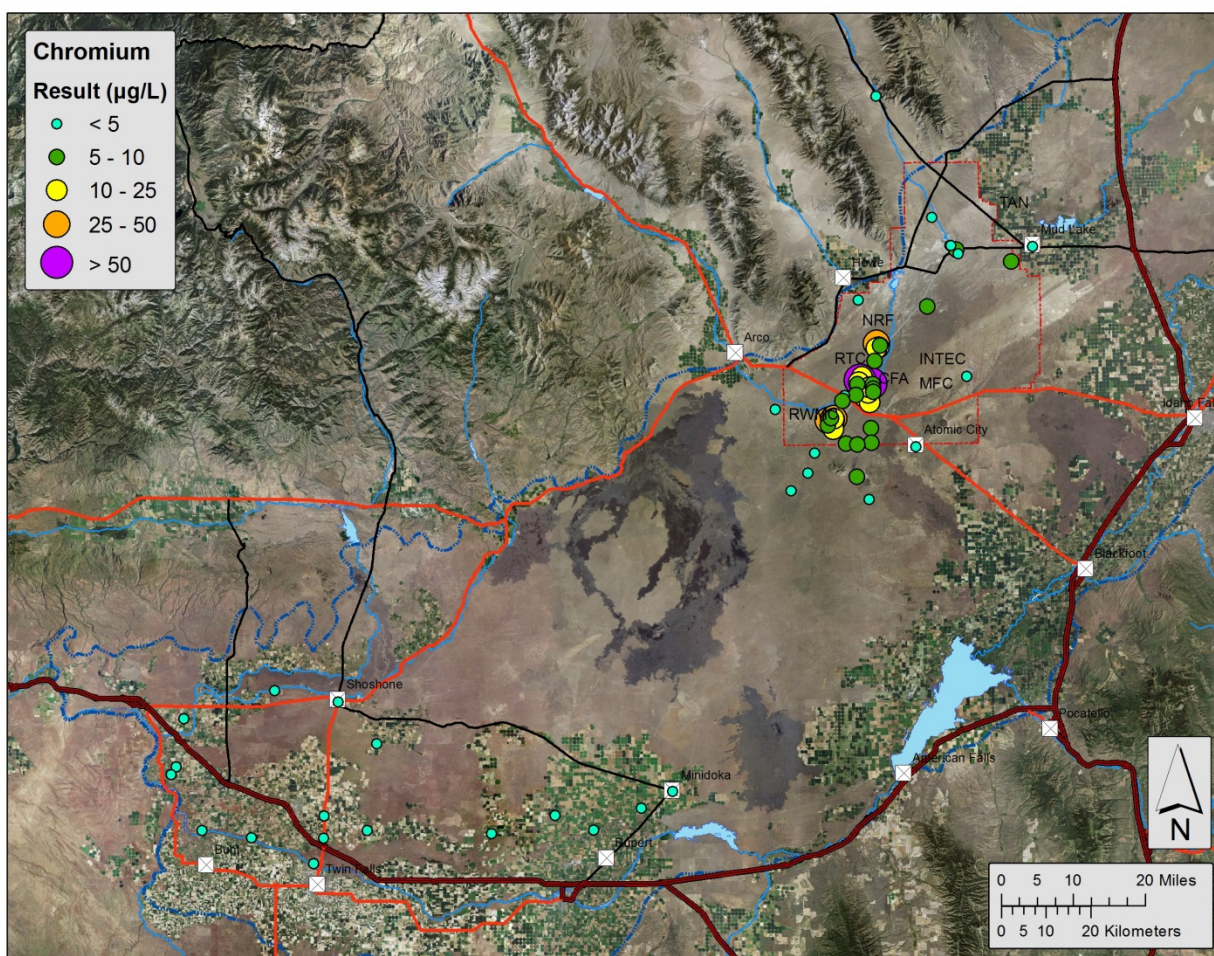 Chromium
Result (µg/L)
< 5
5 - 10
10 - 25
25 - 50
> 50
TAN
Mud Lake
Howe
NRF
Arco
RTC
INTEC
CFA
MFC
Idaho Fall
RWMC
Atomic City
Blackfoot
Shoshone
Pocatello
American Falls
Minidoka
Rupert
Buhl
Twin Falls
N
0 5 10 20 Miles
0 5 10 20 Kilometers